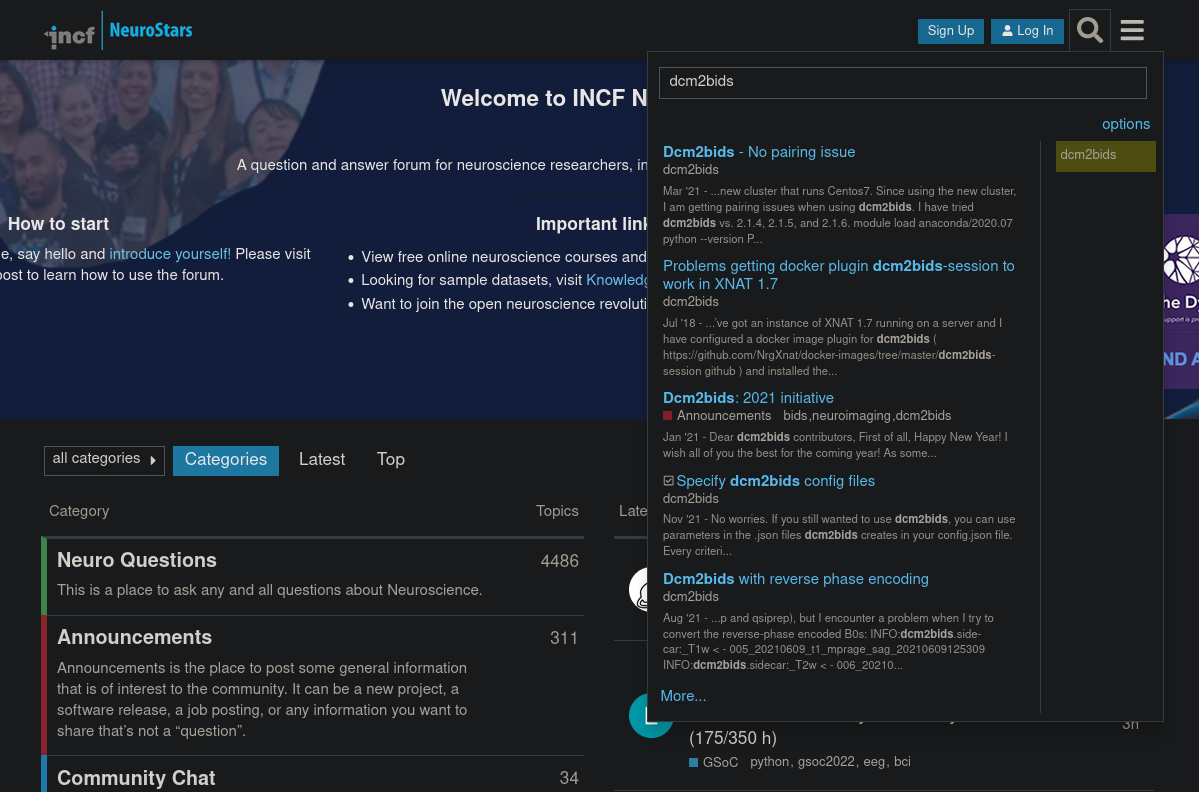 incf NeuroStars
Sign Up
Log In
dcm2bids
options
Welcome to INCF N
A question and answer forum for neuroscience researchers, in
How to start
e, say hello and introduce yourself! Please visit
post to learn how to use the forum.
Important link
View free online neuroscience courses and
Looking for sample datasets, visit Knowledg
Want to join the open neuroscience revoluti
Dcm2bids - No pairing issue
dcm2bids
Mar '21 - ...new cluster that runs Centos7. Since using the new cluster,
I am getting pairing issues when using dcm2bids. I have tried
dcm2bids vs. 2.1.4, 2.1.5, and 2.1.6. module load anaconda/2020.07
python --version P...
Problems getting docker plugin dcm2bids-session to
work in XNAT 1.7
dcm2bids
Jul '18 - ...'ve got an instance of XNAT 1.7 running on a server and I
have configured a docker image plugin for dcm2bids (
https://github.com/NrgXnat/docker-images/tree/master/dcm2bids-
session github ) and installed the...
Dcm2bids: 2021 initiative
Announcements bids,neuroimaging,dcm2bids
Jan '21 - Dear dcm2bids contributors, First of all, Happy New Year! I
wish all of you the best for the coming year! As some...
Specify dcm2bids config files
dcm2bids
Nov '21 - No worries. If you still wanted to use dcm2bids, you can use
parameters in the .json files dcm2bids creates in your config.json file.
Every criteri...
Dcm2bids with reverse phase encoding
dcm2bids
Aug '21 - ...p and qsiprep), but I encounter a problem when I try to
convert the reverse-phase encoded B0s: INFO:dcm2bids.side-
car:_T1w < - 005_20210609_t1_mprage_sag_20210609125309
INFO:dcm2bids.sidecar:_T2w < - 006_20210...
More...
dcm2bids
he Dy
upport is pr
ND A
all categories
Categories
Latest
Top
Category Topics
Neuro Questions 4486
This is a place to ask any and all questions about Neuroscience.
Announcements 311
Announcements is the place to post some general information
that is of interest to the community. It can be a new project, a
software release, a job posting, or any information you want to
share that's not a “question”.
Community Chat 34
Late
L
3h
(175/350 h)
GSoC python, gsoc2022, eeg, bci